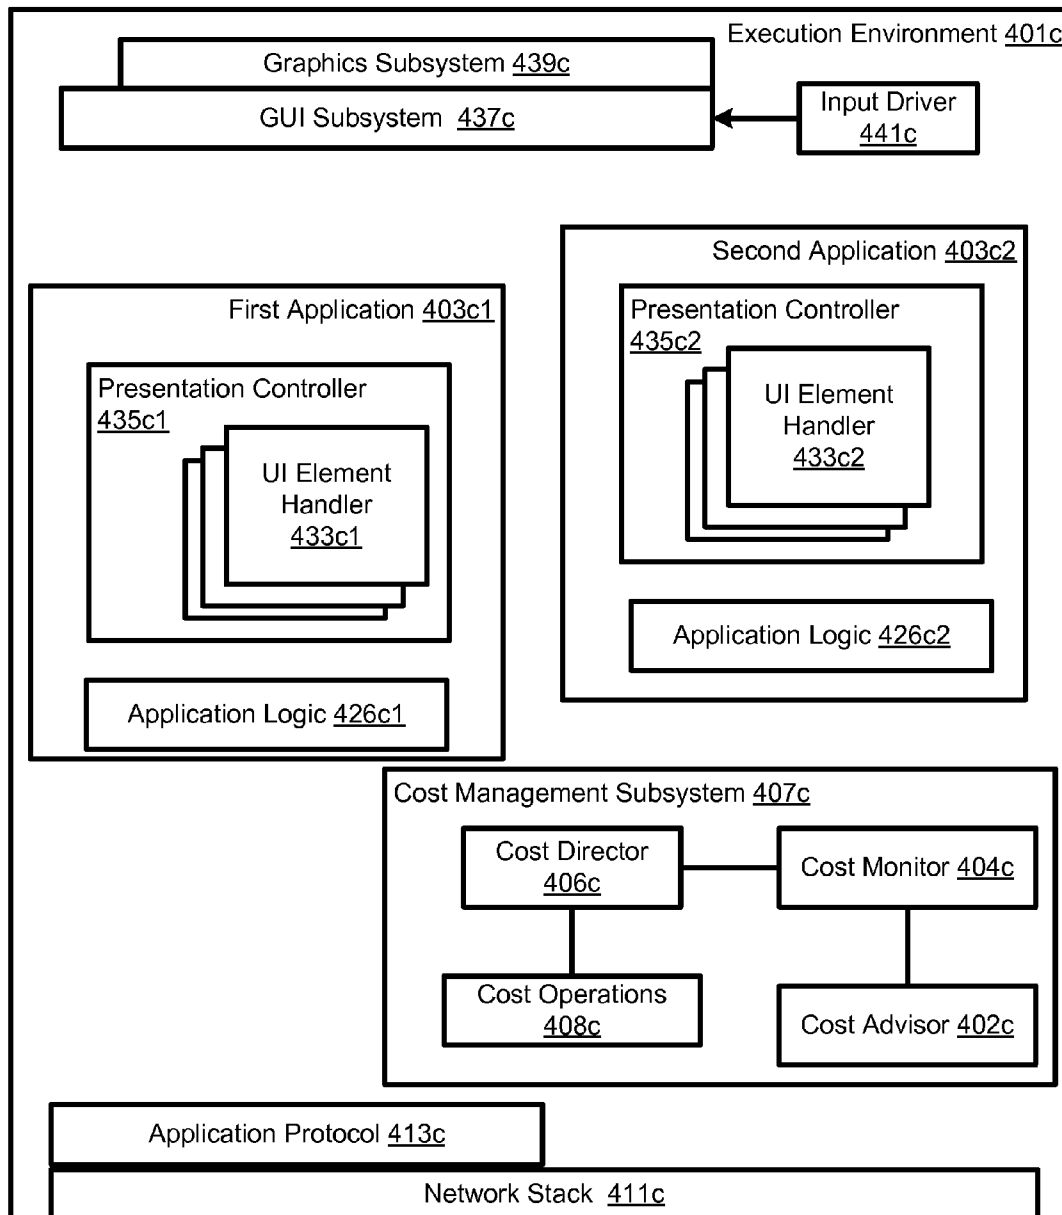 Execution Environment 401c
Graphics Subsystem 439c
GUI Subsystem 437c
Input Driver
441c
Second Application 403c2
Presentation Controller
435c2
UI Element
Handler
433c2
Application Logic 426c2
First Application 403c1
Presentation Controller
435c1
UI Element
Handler
433c1
Application Logic 426c1
Cost Management Subsystem 407c
Cost Director
406c
Cost Monitor 404c
Cost Operations
408c
Cost Advisor 402c
Application Protocol 413c
Network Stack 411c